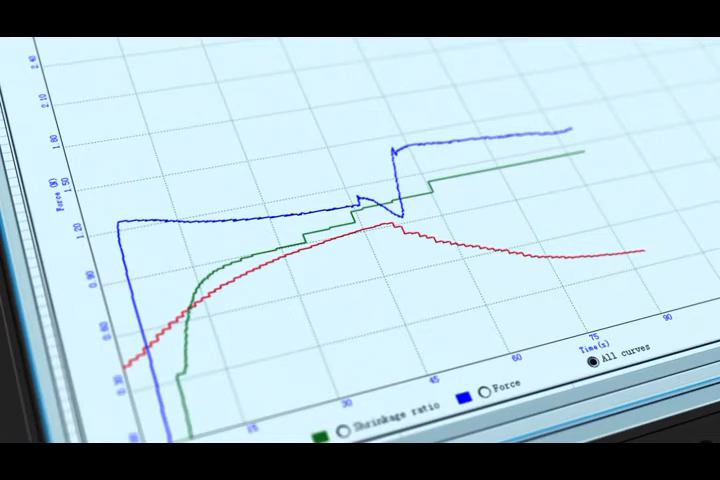 2.40
2.10
1.80
1.50
Force (N)
1.20
0.90
0.60
0.30
15
30
45
60
75
90
Time(s)
Shrinkage ratio
Force
All curves